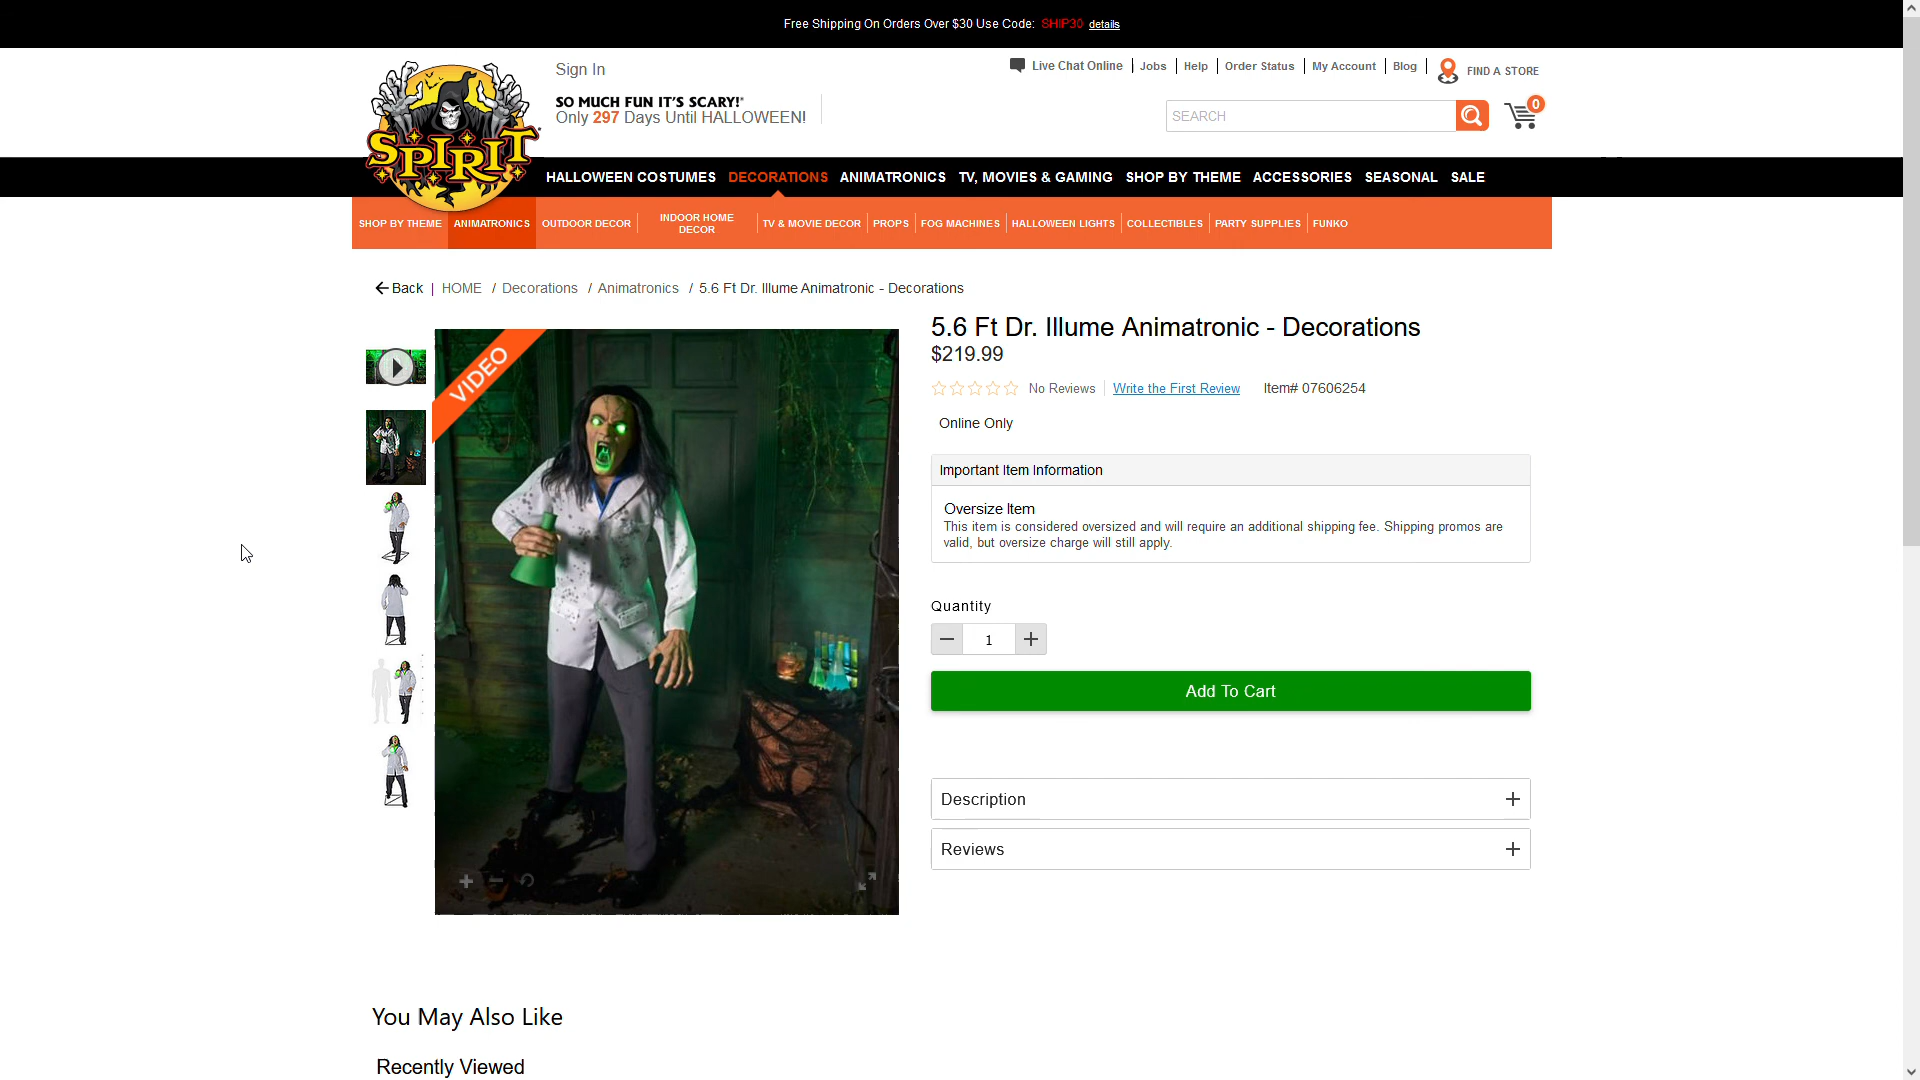 Free Shipping On Orders Over $30 Use Code: SHIP30 details
Sign In
Live Chat Online
Jobs
Help
Order Status
My Account
Blog
FIND A STORE
SO MUCH FUN IT'S SCARY!®
Only 297 Days Until HALLOWEEN!
SEARCH
0
SPIRIT
HALLOWEEN COSTUMES
DECORATIONS
ANIMATRONICS
TV, MOVIES & GAMING
SHOP BY THEME
ACCESSORIES
SEASONAL
SALE
SHOP BY THEME
ANIMATRONICS
OUTDOOR DECOR
INDOOR HOME
DECOR
TV & MOVIE DECOR
PROPS
FOG MACHINES
HALLOWEEN LIGHTS
COLLECTIBLES
PARTY SUPPLIES
FUNKO
Back | HOME / Decorations / Animatronics / 5.6 Ft Dr. Illume Animatronic - Decorations
VIDEO
5.6 Ft Dr. Illume Animatronic - Decorations
$219.99
No Reviews
Write the First Review
Item# 07606254
Online Only
Important Item Information
Oversize Item
This item is considered oversized and will require an additional shipping fee. Shipping promos are
valid, but oversize charge will still apply.
Quantity
1
Add To Cart
Description
Reviews
You May Also Like
Recently Viewed